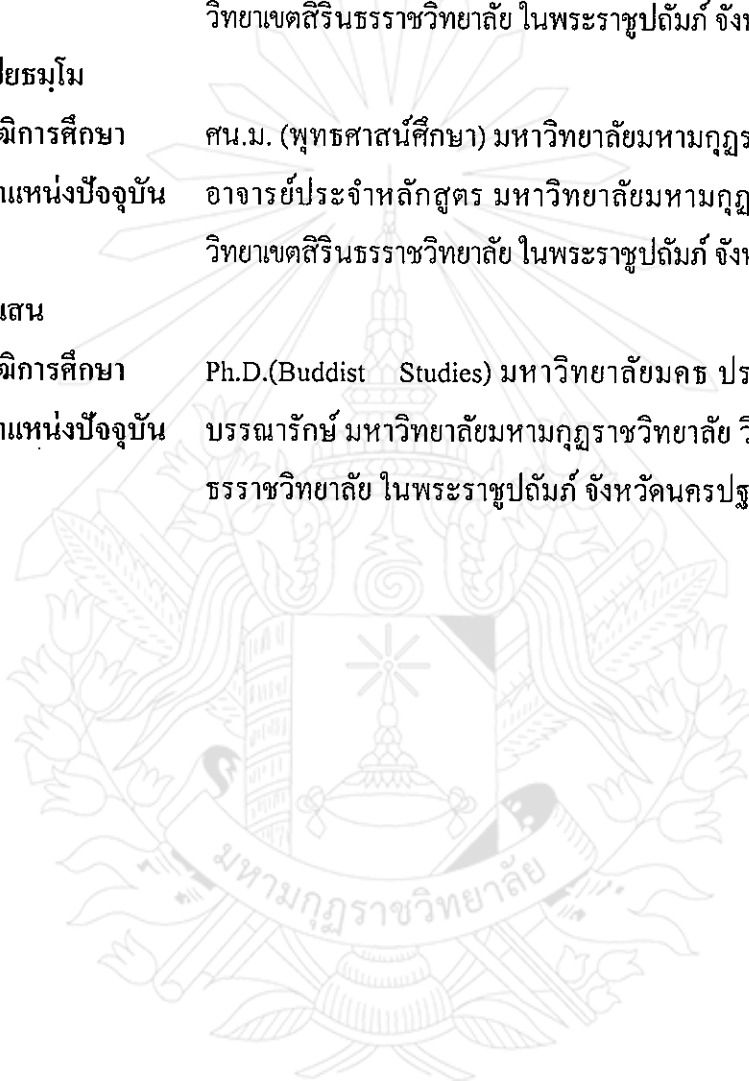 วิทยาเขตสิรินธรราชวิทยาลัย ในพระราชูปถัมภ์ จังห
ปิยธมฺโม
ฒิการศึกษา ศน.ม. (พุทธศาสน์ศึกษา) มหาวิทยาลัยมหามกุฏร
าแหน่งปัจจุบัน อาจารย์ประจำหลักสูตร มหาวิทยาลัยมหามกุฏ
วิทยาเขตสิรินธรราชวิทยาลัย ในพระราชูปถัมภ์ จังห
แสน
ฒิการศึกษา Ph.D.(Buddist Studies) มหาวิทยาลัยมคธ ปร
าแหน่งปัจจุบัน บรรณารักษ์ มหาวิทยาลัยมหามกุฏราชวิทยาลัย วิ
ธรราชวิทยาลัย ในพระราชูปถัมภ์ จังหวัดนครปฐ
มหามกุฏราชวิทยาลัย